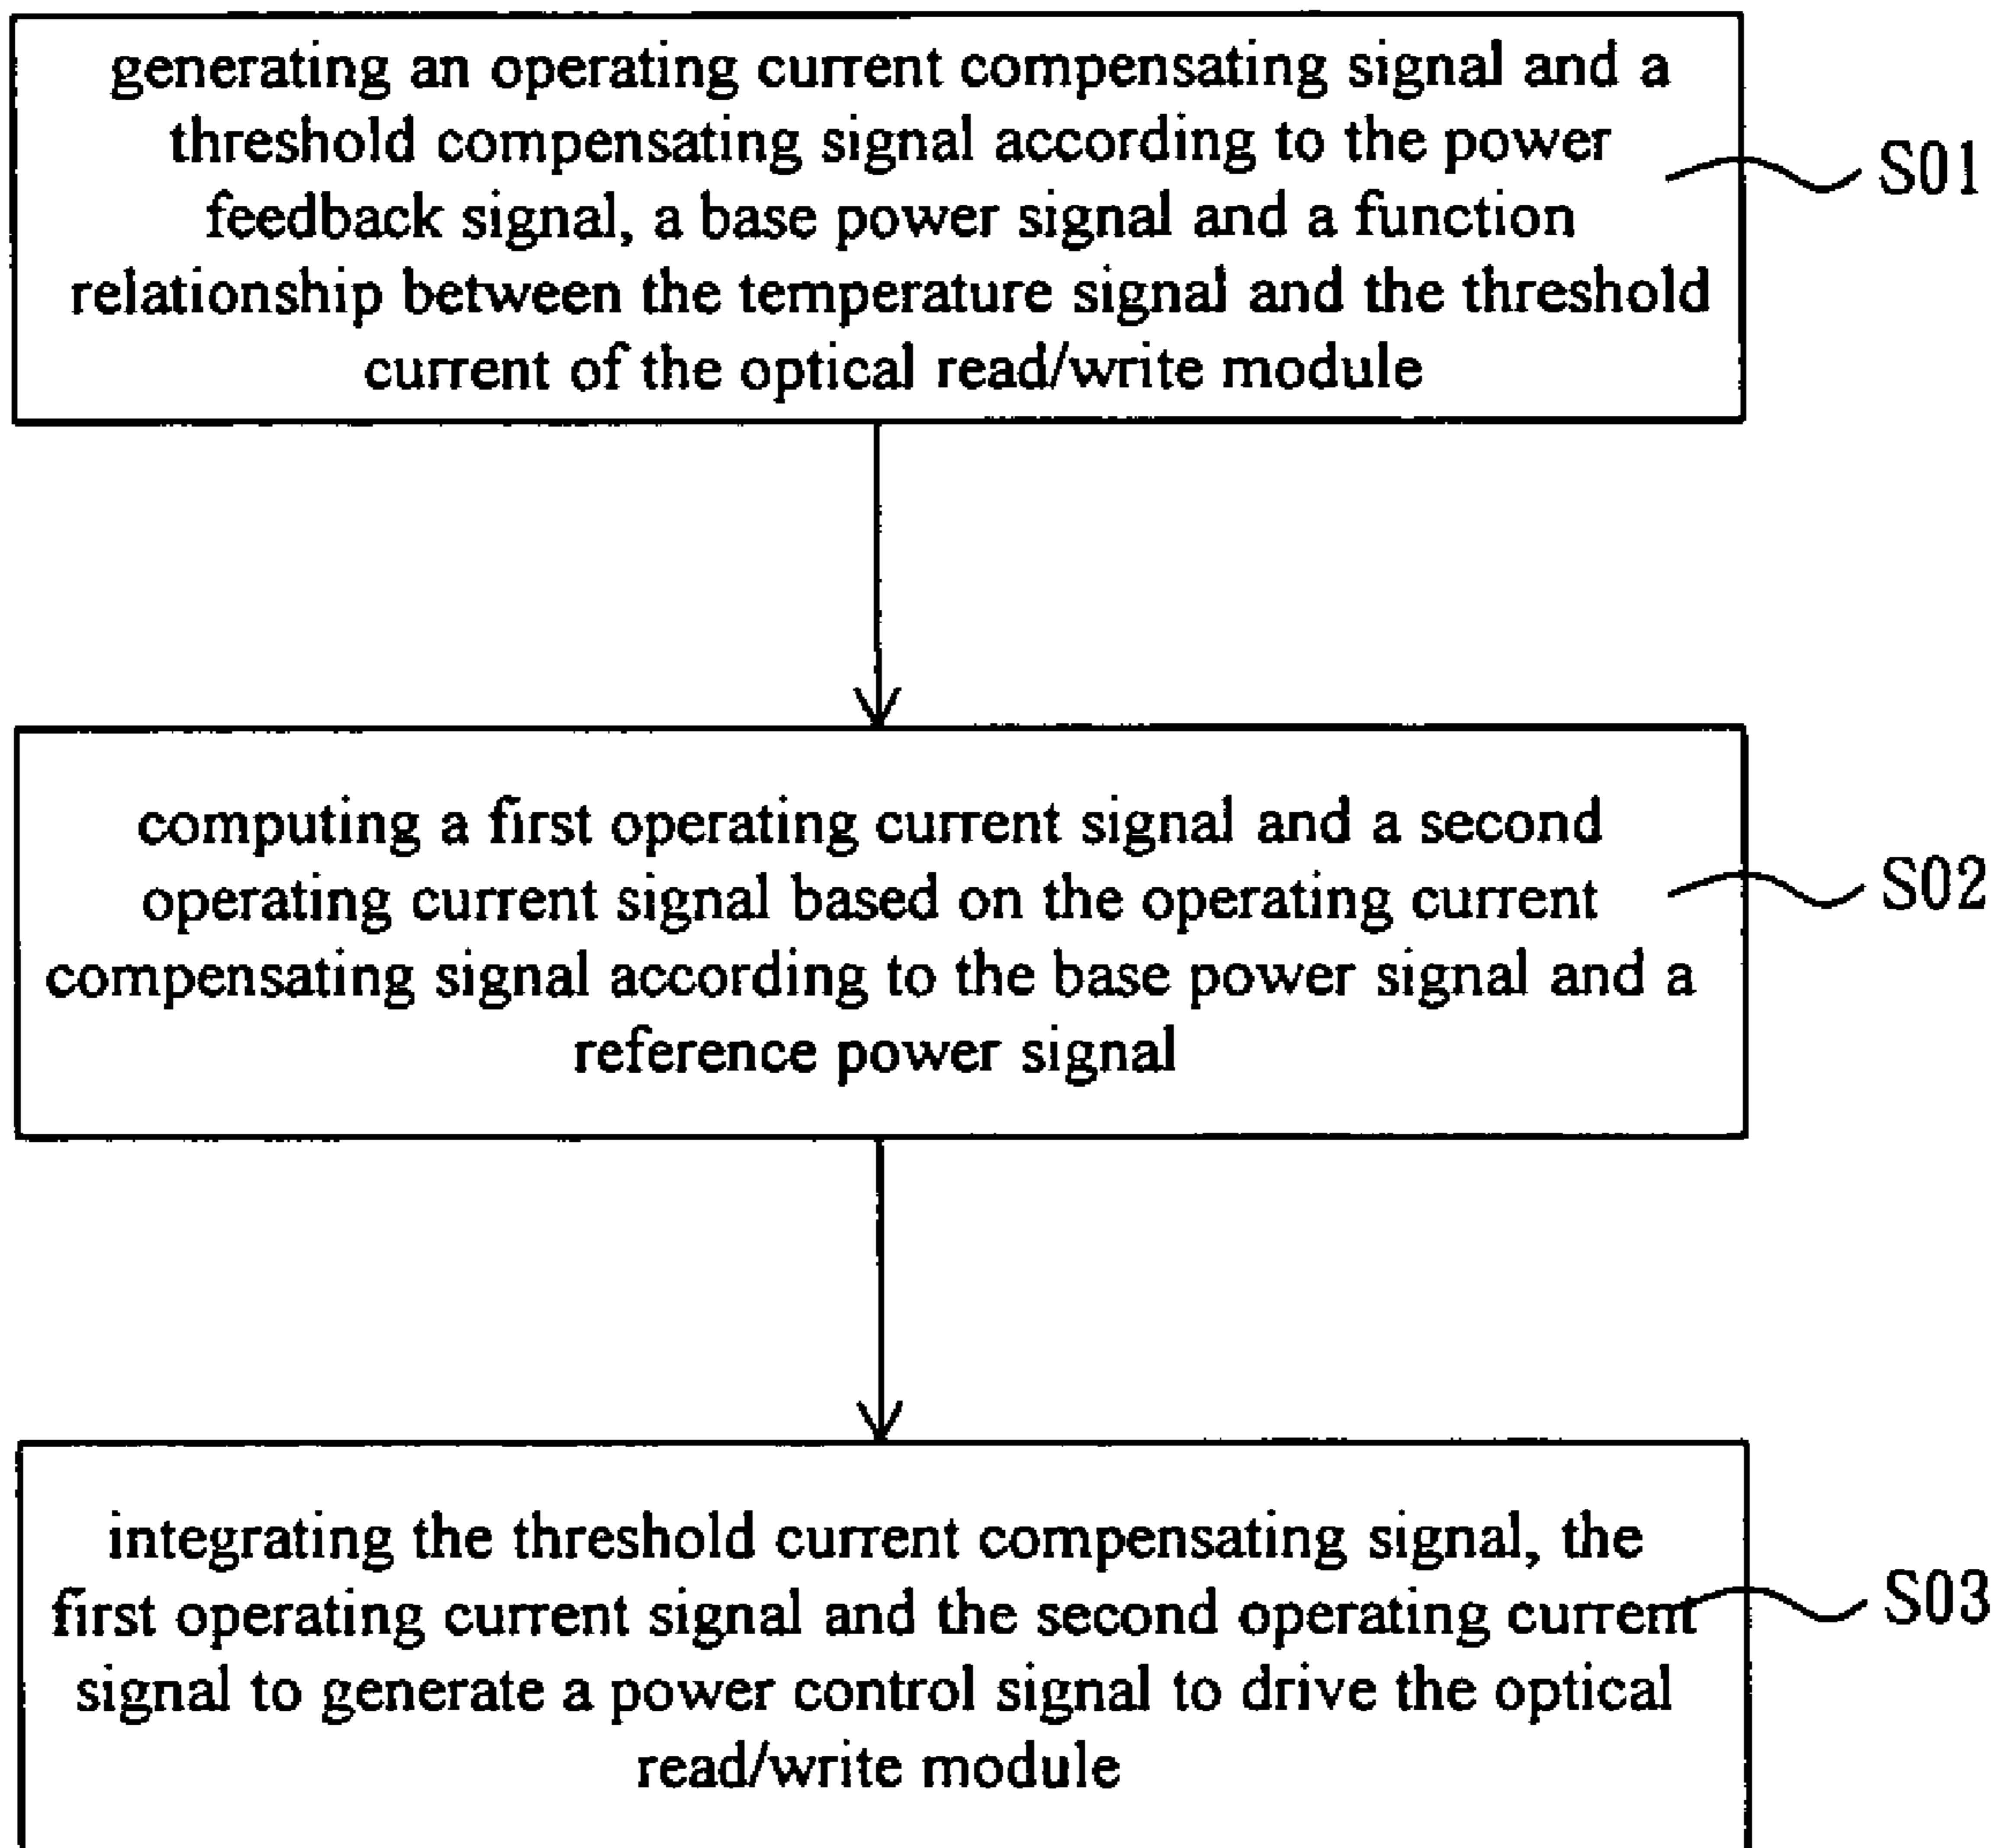 generating an operating current compensating signal and a
threshold compensating signal according to the power
feedback signal, a base power signal and a function
relationship between the temperature signal and the threshold
current of the optical read/write module
S01
computing a first operating current signal and a second
operating current signal based on the operating current
compensating signal according to the base power signal and a
reference power signal
S02
integrating the threshold current compensating signal, the
first operating current signal and the second operating current
signal to generate a power control signal to drive the optical
read/write module
S03